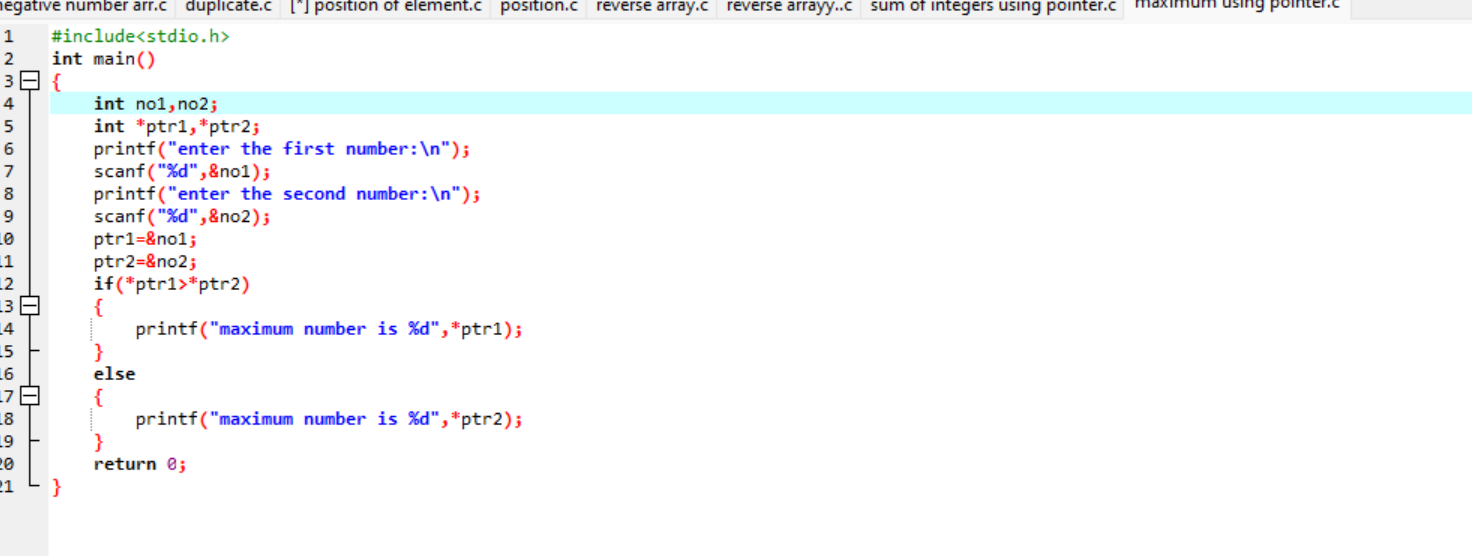 negative number arr.c duplicate.c [*] position of element.c position.c reverse array.c reverse arrayy..c sum of integers using pointer.c maximum using pointer.c
1 #include<stdio.h>
2 int main()
3 {
4 int no1,no2;
5 int *ptr1,*ptr2;
6 printf("enter the first number:\n");
7 scanf("%d",&no1);
8 printf("enter the second number:\n");
9 scanf("%d",&no2);
10 ptr1=&no1;
11 ptr2=&no2;
12 if(*ptr1>*ptr2)
13 {
14 printf("maximum number is %d",*ptr1);
15 }
16 else
17 {
18 printf("maximum number is %d",*ptr2);
19 }
20 return 0;
21 }